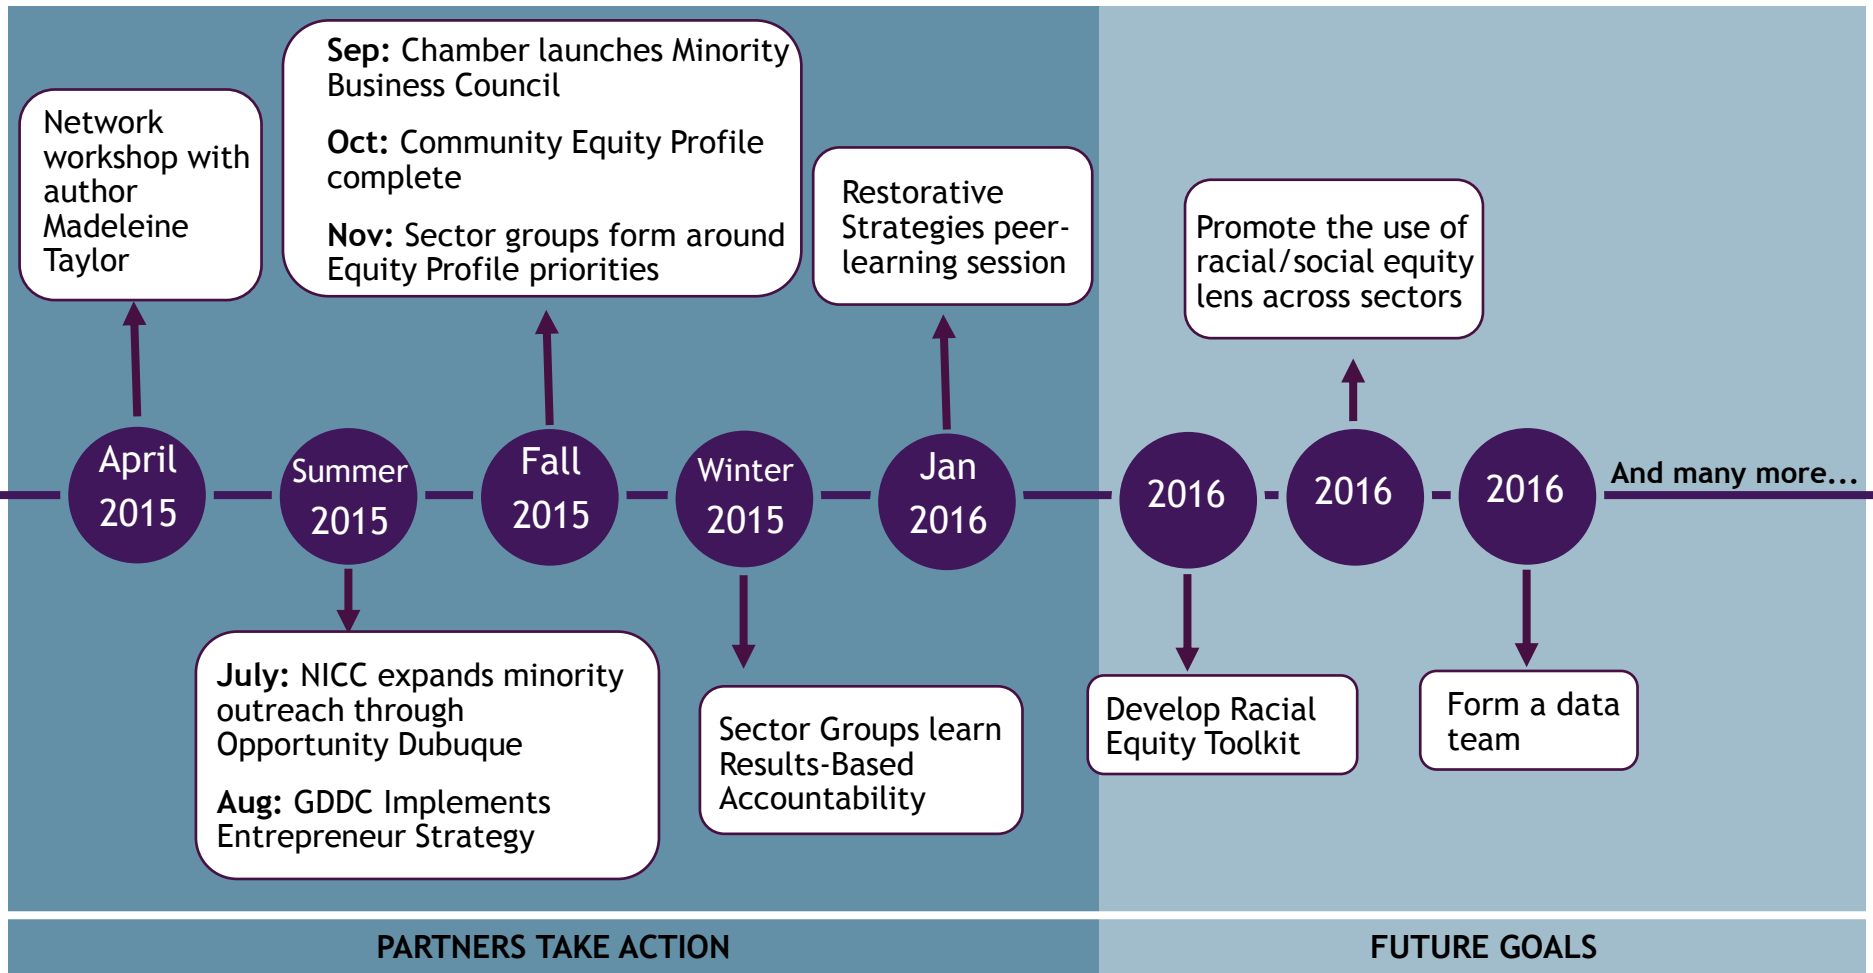 Network
workshop with
author
Madeleine
Taylor
Sep: Chamber launches Minority
Business Council
Oct: Community Equity Profile
complete
Nov: Sector groups form around
Equity Profile priorities
Restorative
Strategies peer-
learning session
Promote the use of
racial/social equity
lens across sectors
April
2015
Summer
2015
Fall
2015
Winter
2015
Jan
2016
2016
2016
2016
And many more...
July: NICC expands minority
outreach through
Opportunity Dubuque
Aug: GDDC Implements
Entrepreneur Strategy
Sector Groups learn
Results-Based
Accountability
Develop Racial
Equity Toolkit
Form a data
team
PARTNERS TAKE ACTION
FUTURE GOALS